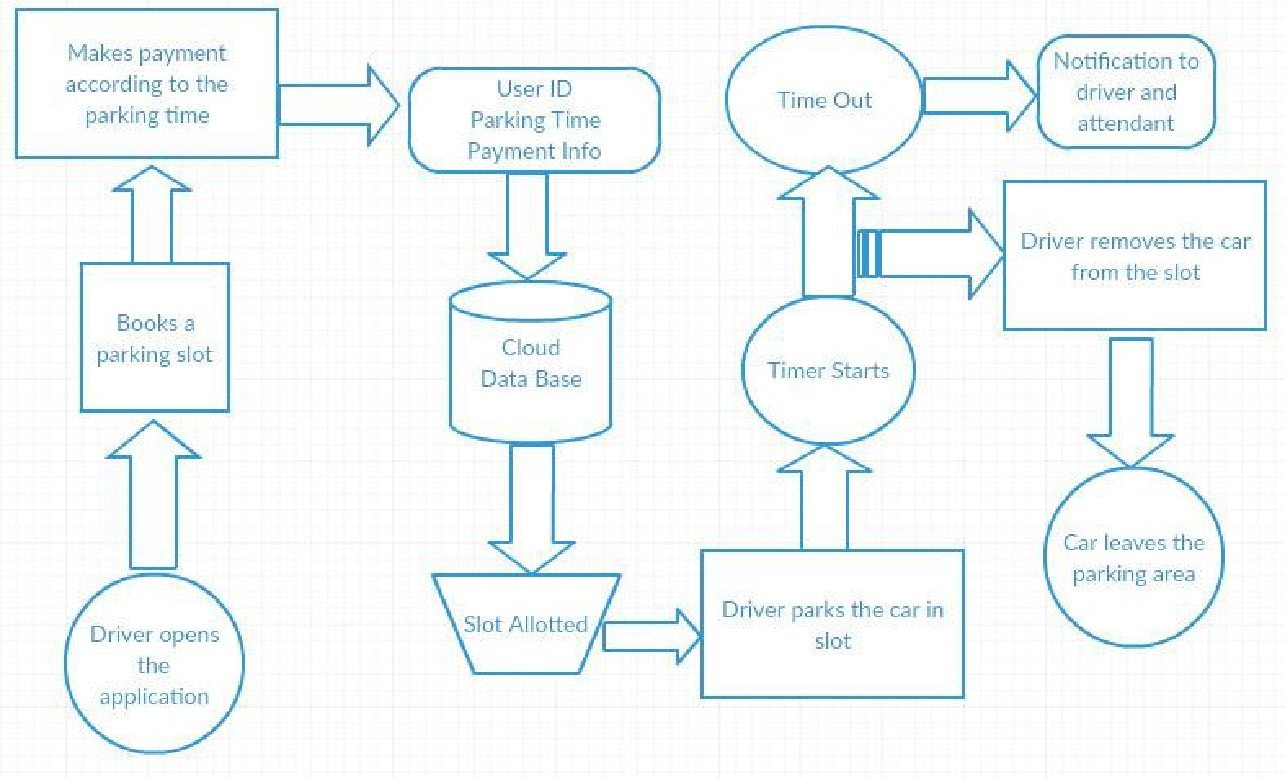 Makes payment
according to the
parking time
User ID
Parking Time
Payment Info
Time Out
Notification to
driver and
attendant
Driver removes the car
from the slot
Books a
parking slot
Cloud
Data Base
Timer Starts
Car leaves the
parking area
Driver opens
the
application
Slot Allotted
Driver parks the car in
slot